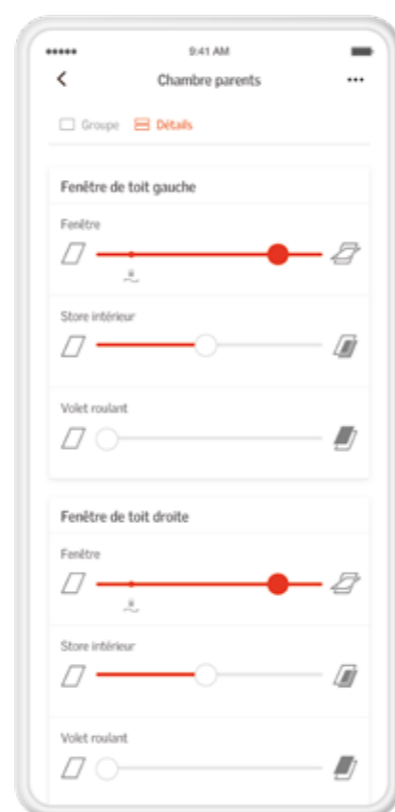 9:41 AM
Chambre parents
Groupe Détails
Fenêtre de toit gauche
Fenêtre
Store intérieur
Volet roulant
Fenêtre de toit droite
Fenêtre
Store intérieur
Volet roulant